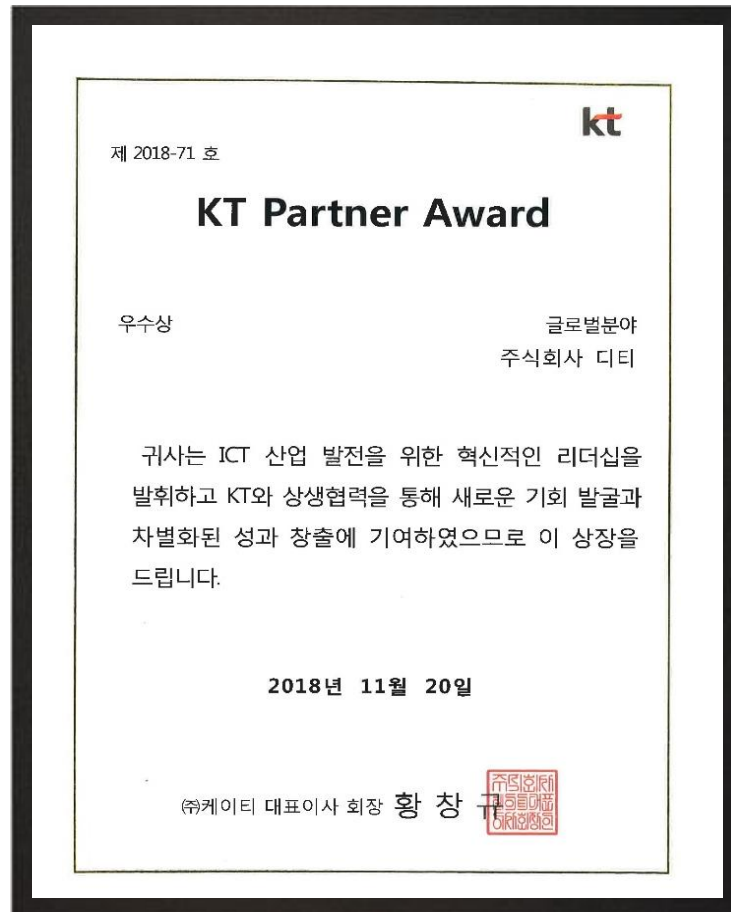 kt
제 2018-71 호
KT Partner Award
우수상
글로벌분야
주식회사 디티
귀사는 ICT 산업 발전을 위한 혁신적인 리더십을
발휘하고 KT와 상생협력을 통해 새로운 기회 발굴과
차별화된 성과 창출에 기여하였으므로 이 상장을
드립니다.
2018년 11월 20일
㈜케이티 대표이사 회장 황 창 규